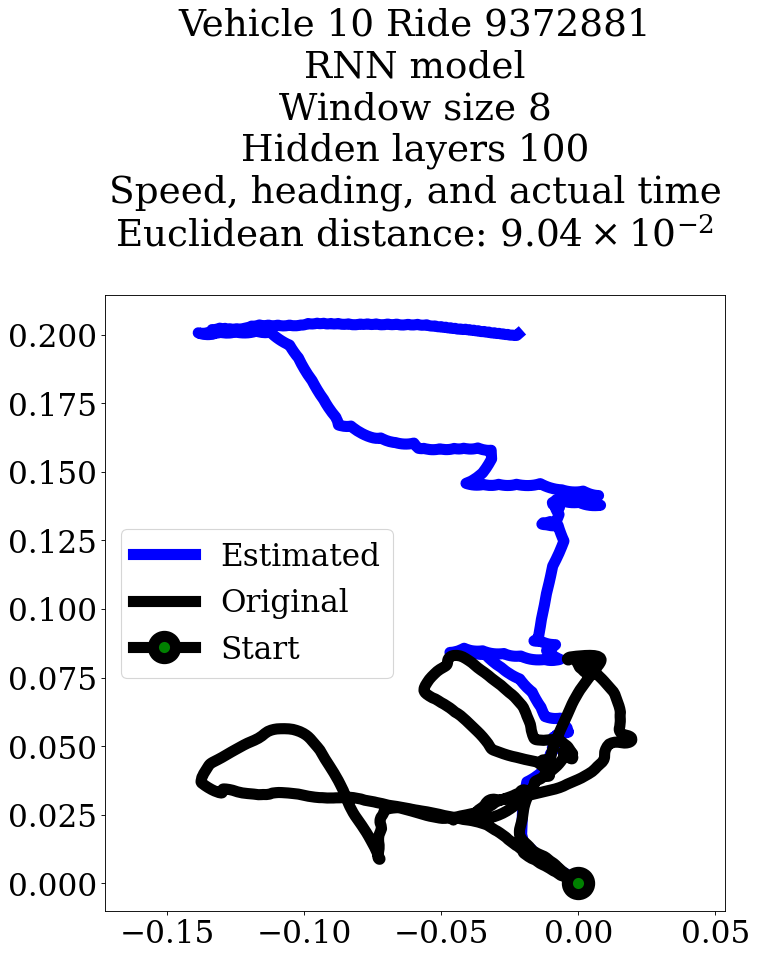 Vehicle 10 Ride 9372881
RNN model
Window size 8
Hidden layers 100
Speed, heading, and actual time
Euclidean distance: 9.04 × 10⁻²
0.200
0.175
0.150
0.125
0.100
0.075
0.050
0.025
0.000
Estimated
Original
Start
−0.15 −0.10 −0.05 0.00 0.05